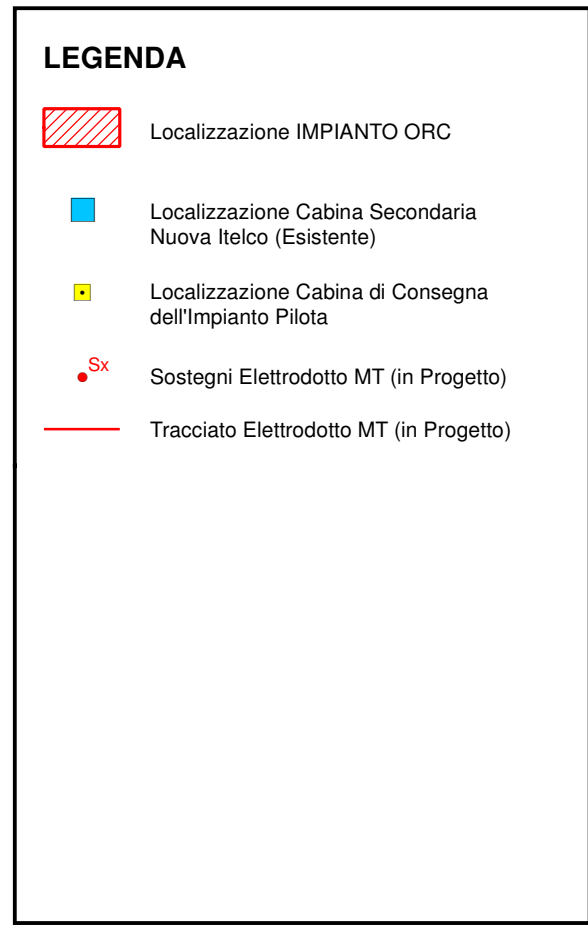 LEGENDA
Localizzazione IMPIANTO ORC
Localizzazione Cabina Secondaria
Nuova Itelco (Esistente)
Localizzazione Cabina di Consegna
dell'Impianto Pilota
Sx
Sostegni Elettrodotto MT (in Progetto)
Tracciato Elettrodotto MT (in Progetto)